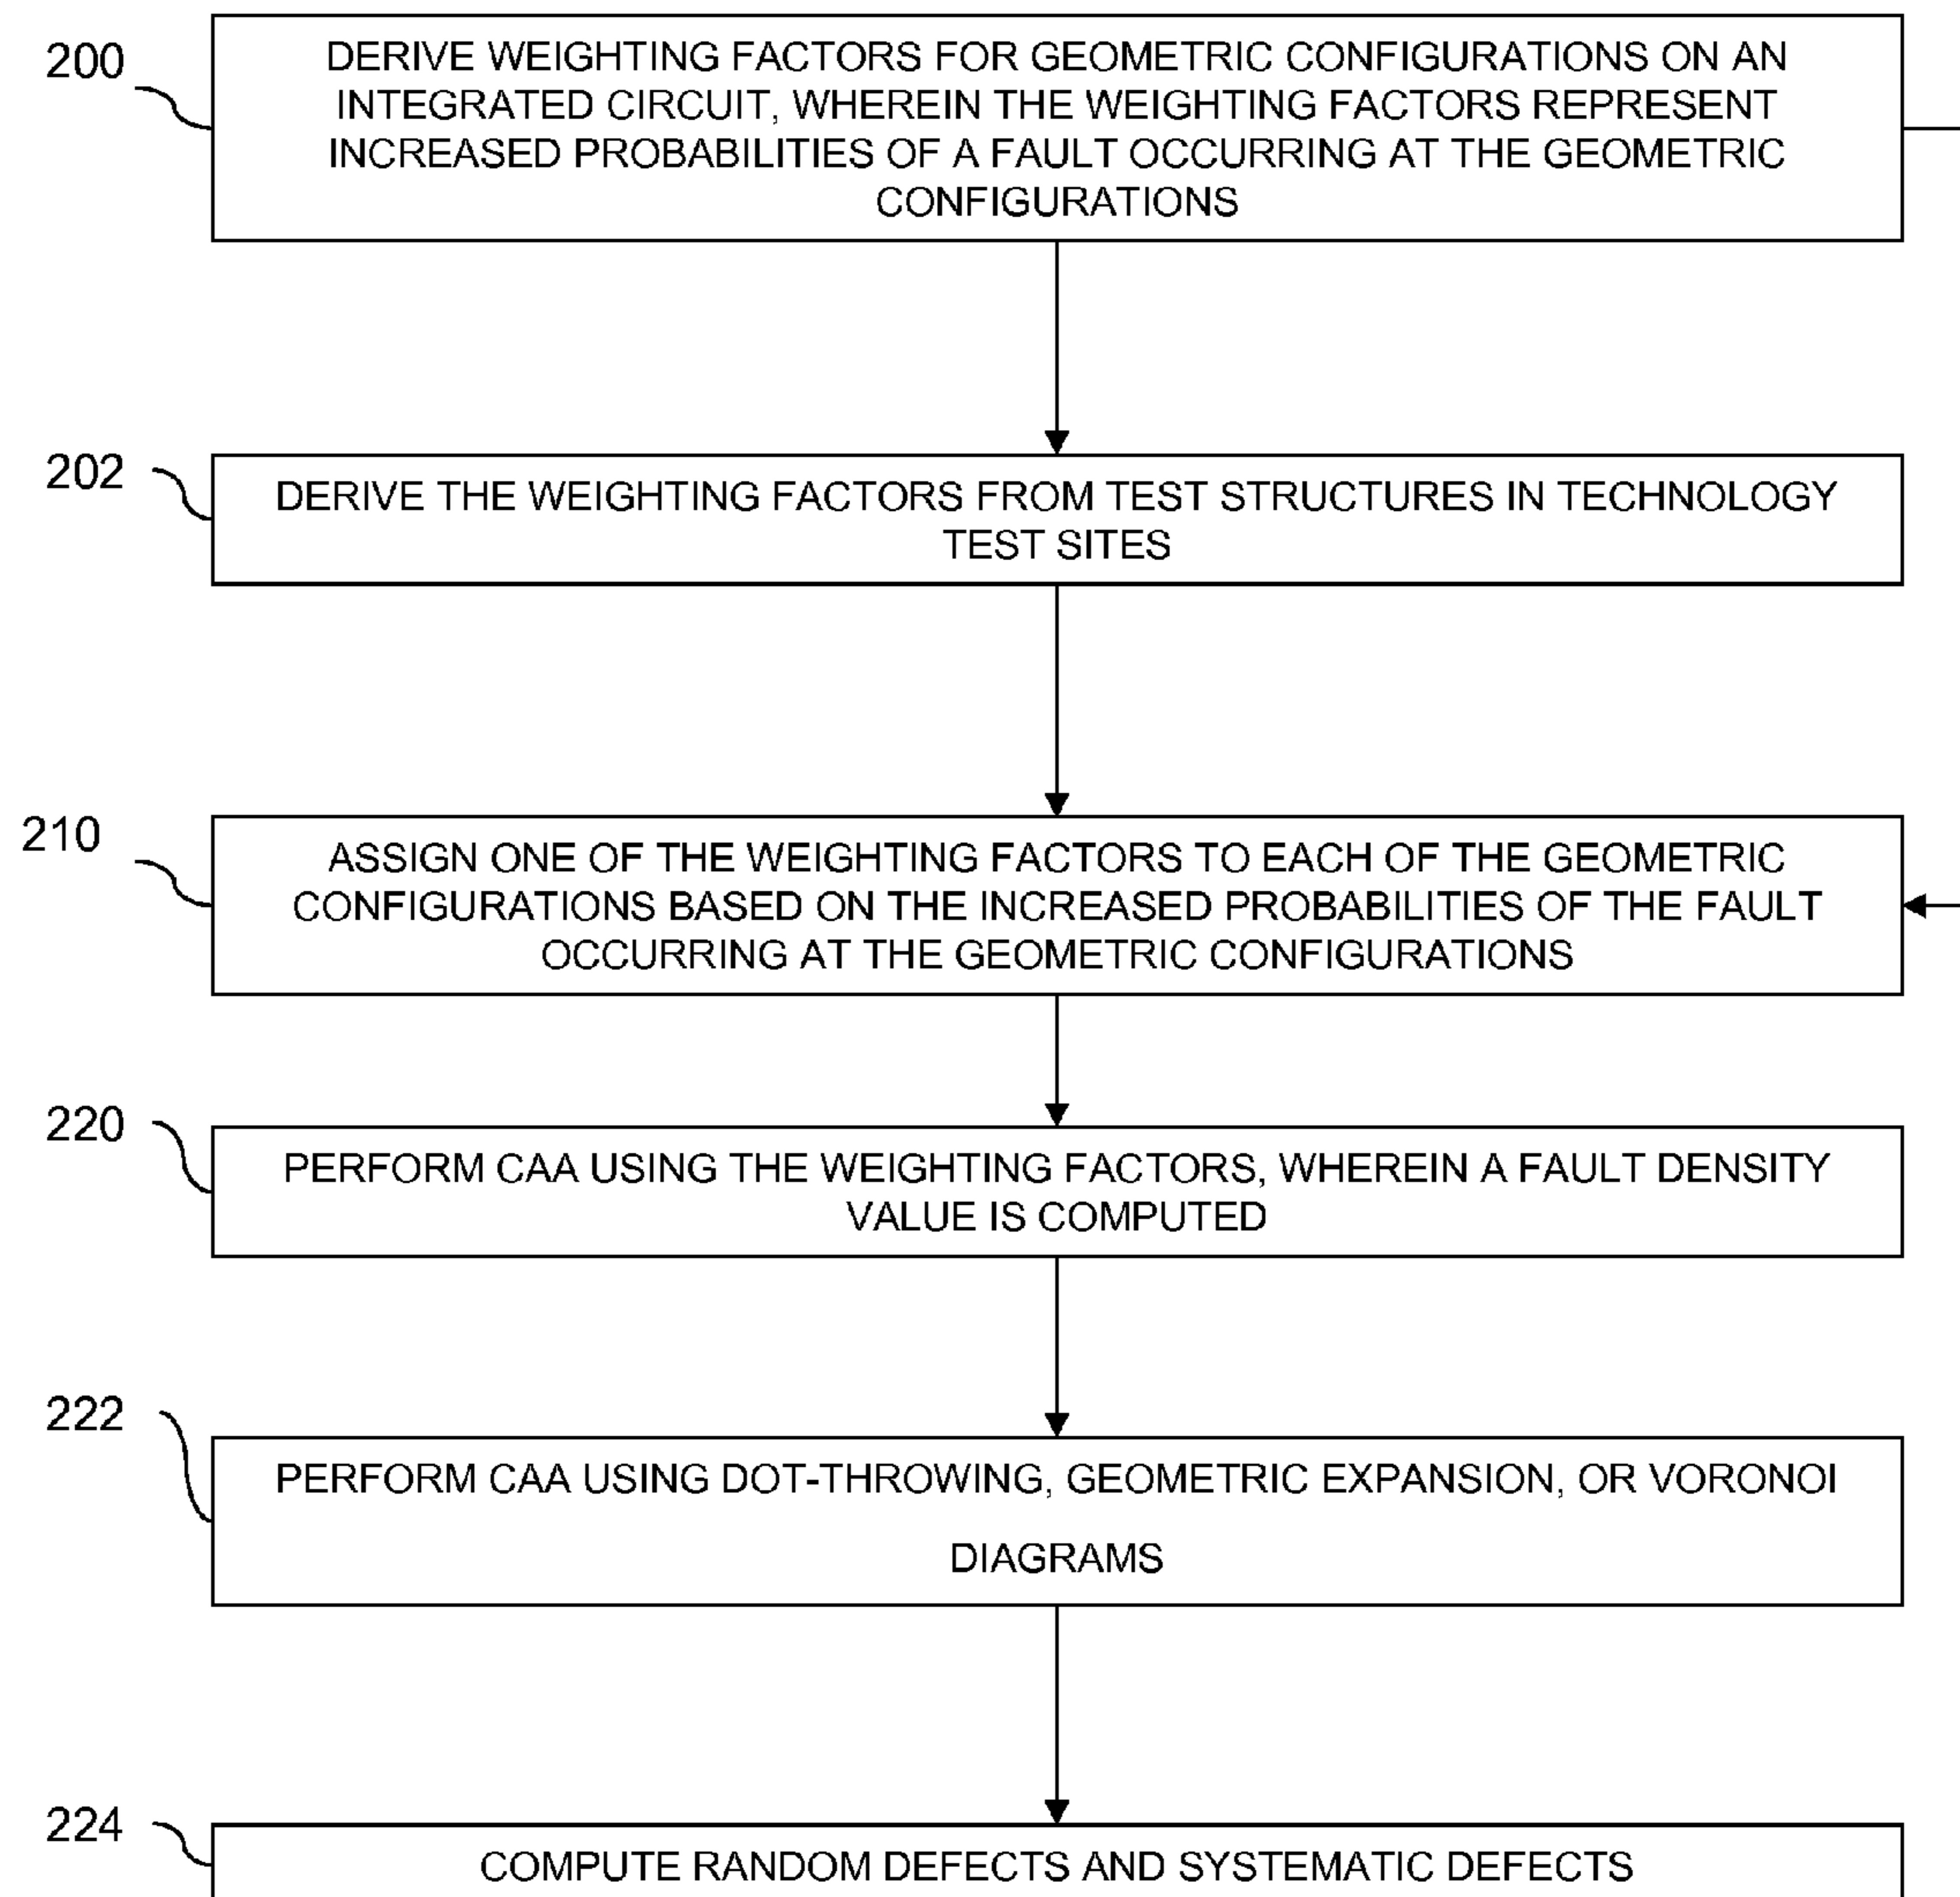 200
DERIVE WEIGHTING FACTORS FOR GEOMETRIC CONFIGURATIONS ON AN
INTEGRATED CIRCUIT, WHEREIN THE WEIGHTING FACTORS REPRESENT
INCREASED PROBABILITIES OF A FAULT OCCURRING AT THE GEOMETRIC
CONFIGURATIONS
202
DERIVE THE WEIGHTING FACTORS FROM TEST STRUCTURES IN TECHNOLOGY
TEST SITES
210
ASSIGN ONE OF THE WEIGHTING FACTORS TO EACH OF THE GEOMETRIC
CONFIGURATIONS BASED ON THE INCREASED PROBABILITIES OF THE FAULT
OCCURRING AT THE GEOMETRIC CONFIGURATIONS
220
PERFORM CAA USING THE WEIGHTING FACTORS, WHEREIN A FAULT DENSITY
VALUE IS COMPUTED
222
PERFORM CAA USING DOT-THROWING, GEOMETRIC EXPANSION, OR VORONOI
DIAGRAMS
224
COMPUTE RANDOM DEFECTS AND SYSTEMATIC DEFECTS